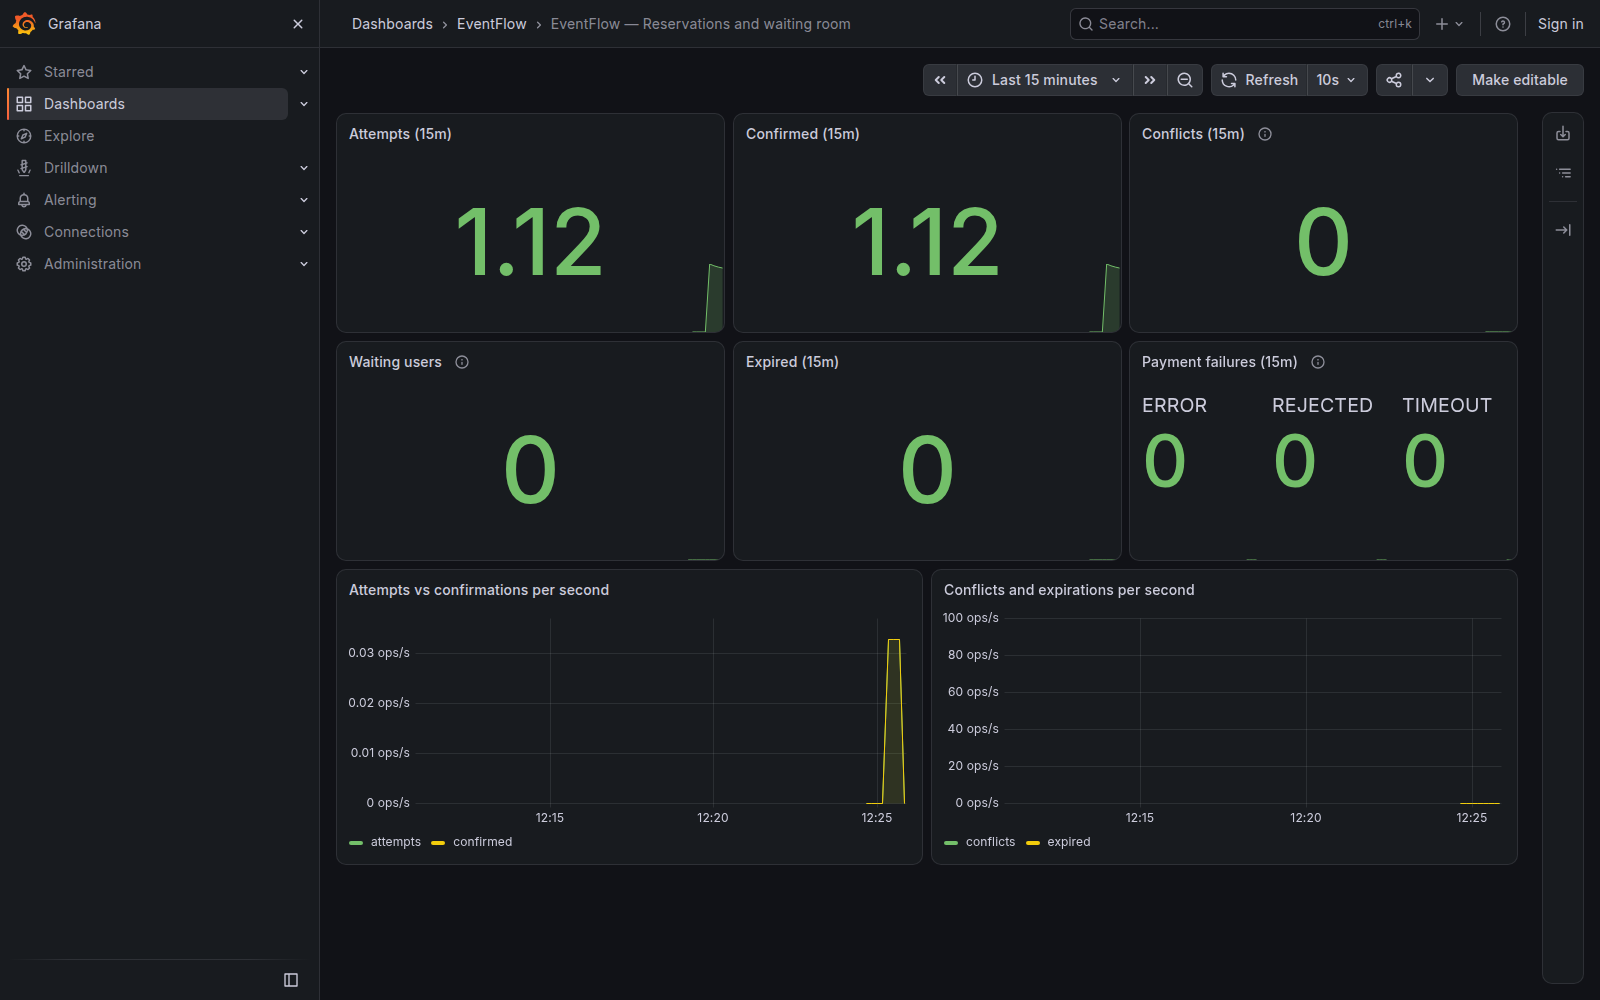 Grafana
Dashboards › EventFlow › EventFlow — Reservations and waiting room
Search...
ctrl+k
Sign in
Starred
Dashboards
Explore
Drilldown
Alerting
Connections
Administration
Last 15 minutes
Refresh
10s
Make editable
Attempts (15m)
1.12
Confirmed (15m)
1.12
Conflicts (15m)
0
Waiting users
0
Expired (15m)
0
Payment failures (15m)
ERROR REJECTED TIMEOUT
0 0 0
Attempts vs confirmations per second
0.03 ops/s
0.02 ops/s
0.01 ops/s
0 ops/s
12:15 12:20 12:25
attempts confirmed
Conflicts and expirations per second
100 ops/s
80 ops/s
60 ops/s
40 ops/s
20 ops/s
0 ops/s
12:15 12:20 12:25
conflicts expired